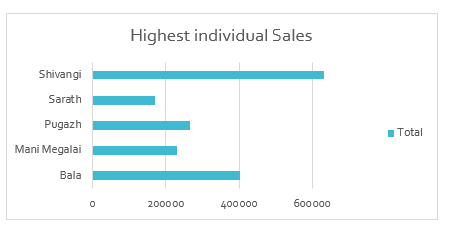 Highest individual Sales
Shivangi
Sarath
Pugazh
Mani Megalai
Bala
Total
0 200000 400000 600000